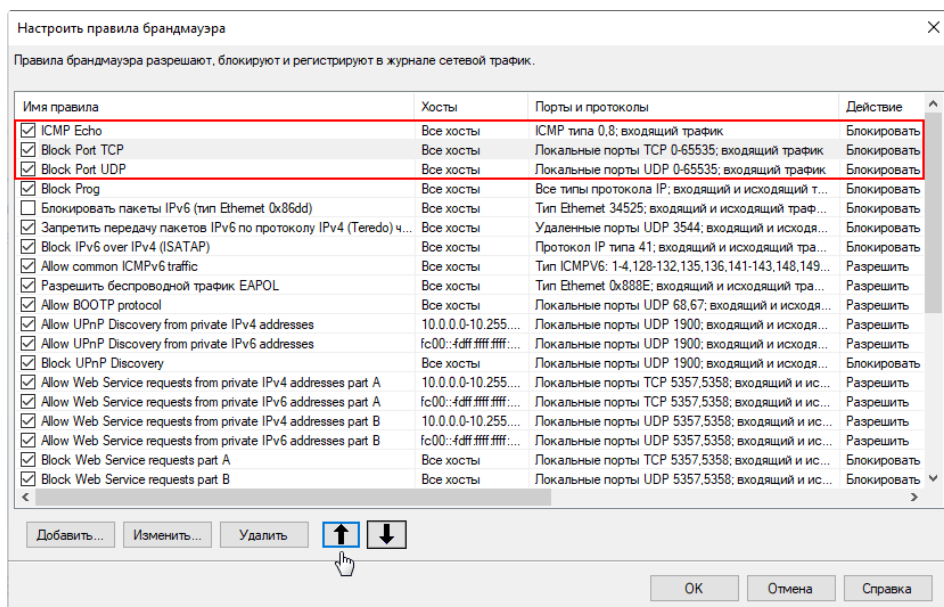 Настроить правила брандмауэра
Правила брандмауэра разрешают, блокируют и регистрируют в журнале сетевой трафик.
Имя правила Хосты Порты и протоколы Действие
ICMP Echo Все хосты ICMP типа 0,8; входящий трафик Блокировать
Block Port TCP Все хосты Локальные порты TCP 0-65535; входящий трафик Блокировать
Block Port UDP Все хосты Локальные порты UDP 0-65535; входящий трафик Блокировать
Block Prog Все хосты Все типы протокола IP; входящий и исходящий т... Блокировать
Блокировать пакеты IPv6 (тип Ethernet 0x86dd) Все хосты Тип Ethernet 34525; входящий и исходящий траф... Блокировать
Запретить передачу пакетов IPv6 по протоколу IPv4 (Teredo) ч... Все хосты Удаленные порты UDP 3544; входящий и исходя... Блокировать
Block IPv6 over IPv4 (ISATAP) Все хосты Протокол IP типа 41; входящий и исходящий тра... Блокировать
Allow common ICMPv6 traffic Все хосты Тип ICMPV6: 1-4,128-132,135,136,141-143,148,149... Разрешить
Разрешить беспроводной трафик EAPOL Все хосты Тип Ethernet 0x888E; входящий и исходящий тра... Разрешить
Allow BOOTP protocol Все хосты Локальные порты UDP 68,67; входящий и исходя... Разрешить
Allow UPnP Discovery from private IPv4 addresses 10.0.0.0-10.255.... Локальные порты UDP 1900; входящий и исходя... Разрешить
Allow UPnP Discovery from private IPv6 addresses fc00::-fdff:ffff:ffff:... Локальные порты UDP 1900; входящий и исходя... Разрешить
Block UPnP Discovery Все хосты Локальные порты UDP 1900; входящий и исходя... Блокировать
Allow Web Service requests from private IPv4 addresses part A 10.0.0.0-10.255.... Локальные порты TCP 5357,5358; входящий и ис... Разрешить
Allow Web Service requests from private IPv6 addresses part A fc00::-fdff:ffff:ffff:... Локальные порты TCP 5357,5358; входящий и ис... Разрешить
Allow Web Service requests from private IPv4 addresses part B 10.0.0.0-10.255.... Локальные порты UDP 5357,5358; входящий и ис... Разрешить
Allow Web Service requests from private IPv6 addresses part B fc00::-fdff:ffff:ffff:... Локальные порты UDP 5357,5358; входящий и ис... Разрешить
Block Web Service requests part A Все хосты Локальные порты TCP 5357,5358; входящий и ис... Блокировать
Block Web Service requests part B Все хосты Локальные порты UDP 5357,5358; входящий и ис... Блокировать
Добавить... Изменить... Удалить
OK Отмена Справка